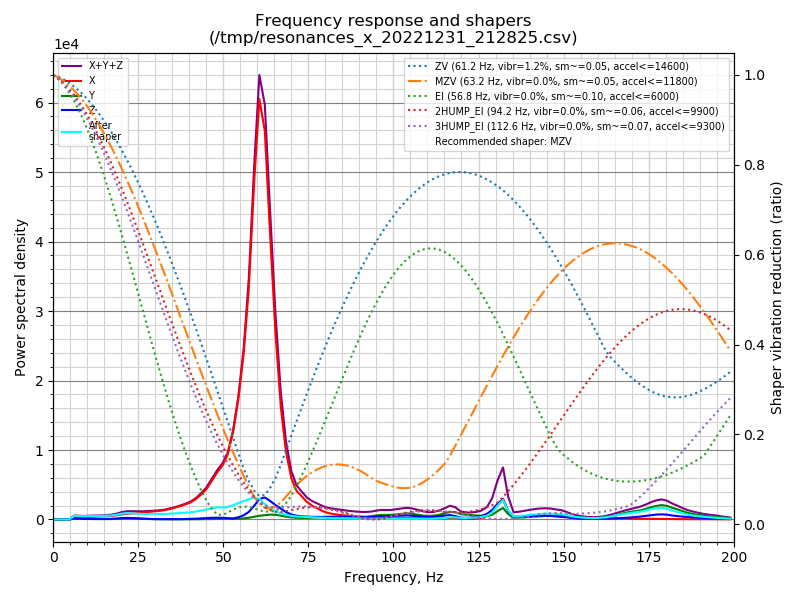 Frequency response and shapers
(/tmp/resonances_x_20221231_212825.csv)
1e4
X+Y+Z
X
Y
Z
After
shaper
ZV (61.2 Hz, vibr=1.2%, sm~=0.05, accel<=14600)
MZV (63.2 Hz, vibr=0.0%, sm~=0.05, accel<=11800)
EI (56.8 Hz, vibr=0.0%, sm~=0.10, accel<=6000)
2HUMP_EI (94.2 Hz, vibr=0.0%, sm~=0.06, accel<=9900)
3HUMP_EI (112.6 Hz, vibr=0.0%, sm~=0.07, accel<=9300)
Recommended shaper: MZV
Power spectral density
6
5
4
3
2
1
0
1.0
0.8
0.6
0.4
0.2
0.0
Shaper vibration reduction (ratio)
0 25 50 75 100 125 150 175 200
Frequency, Hz